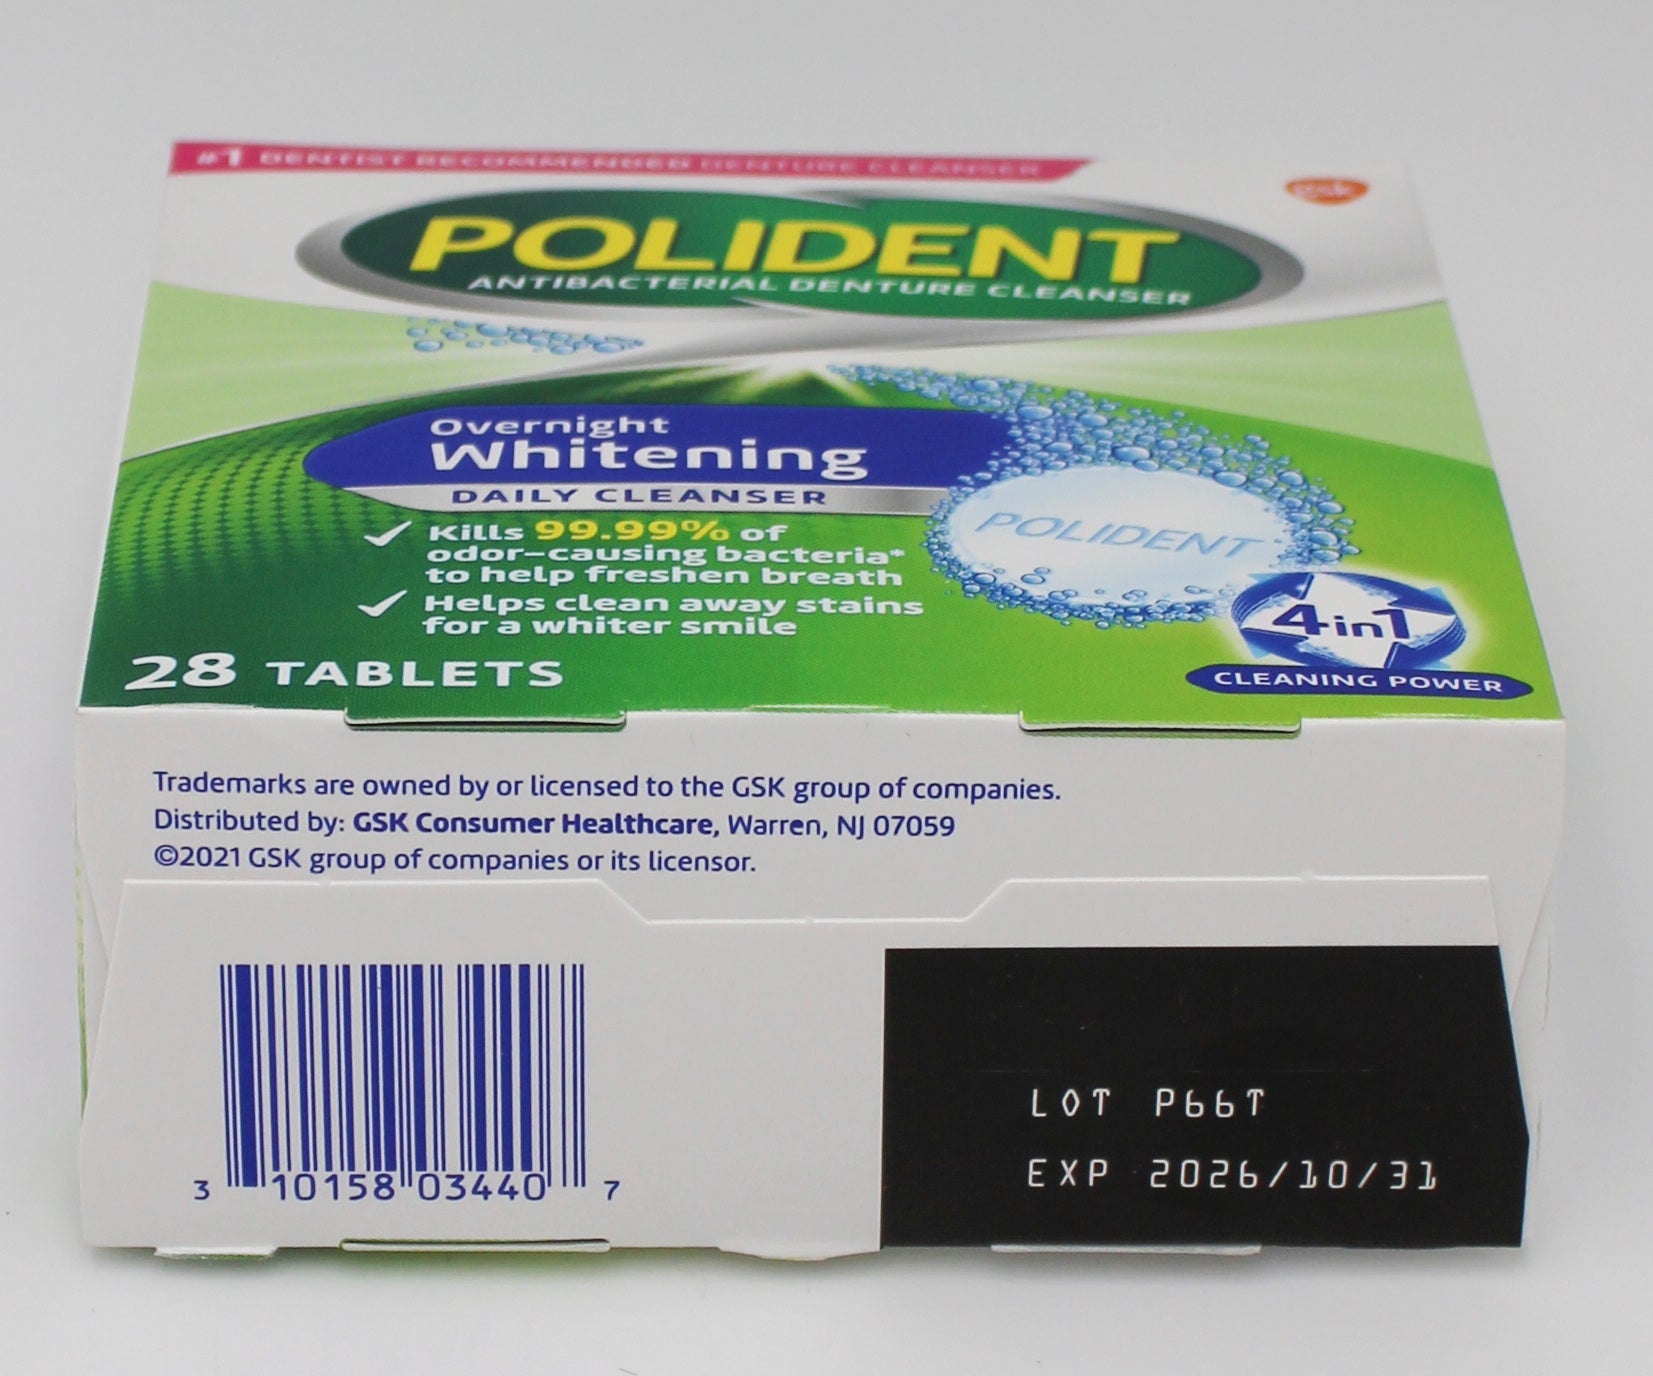 #1 DENTIST RECOMMENDED DENTURE CLEANSER
gsk
POLIDENT
ANTIBACTERIAL DENTURE CLEANSER
Overnight
Whitening
DAILY CLEANSER
Kills 99.99% of
odor-causing bacteria*
to help freshen breath
Helps clean away stains
for a whiter smile
POLIDENT
4in1
CLEANING POWER
28 TABLETS
Trademarks are owned by or licensed to the GSK group of companies.
Distributed by: GSK Consumer Healthcare, Warren, NJ 07059
©2021 GSK group of companies or its licensor.
3 10158 03440 7
LOT P66T
EXP 2026/10/31